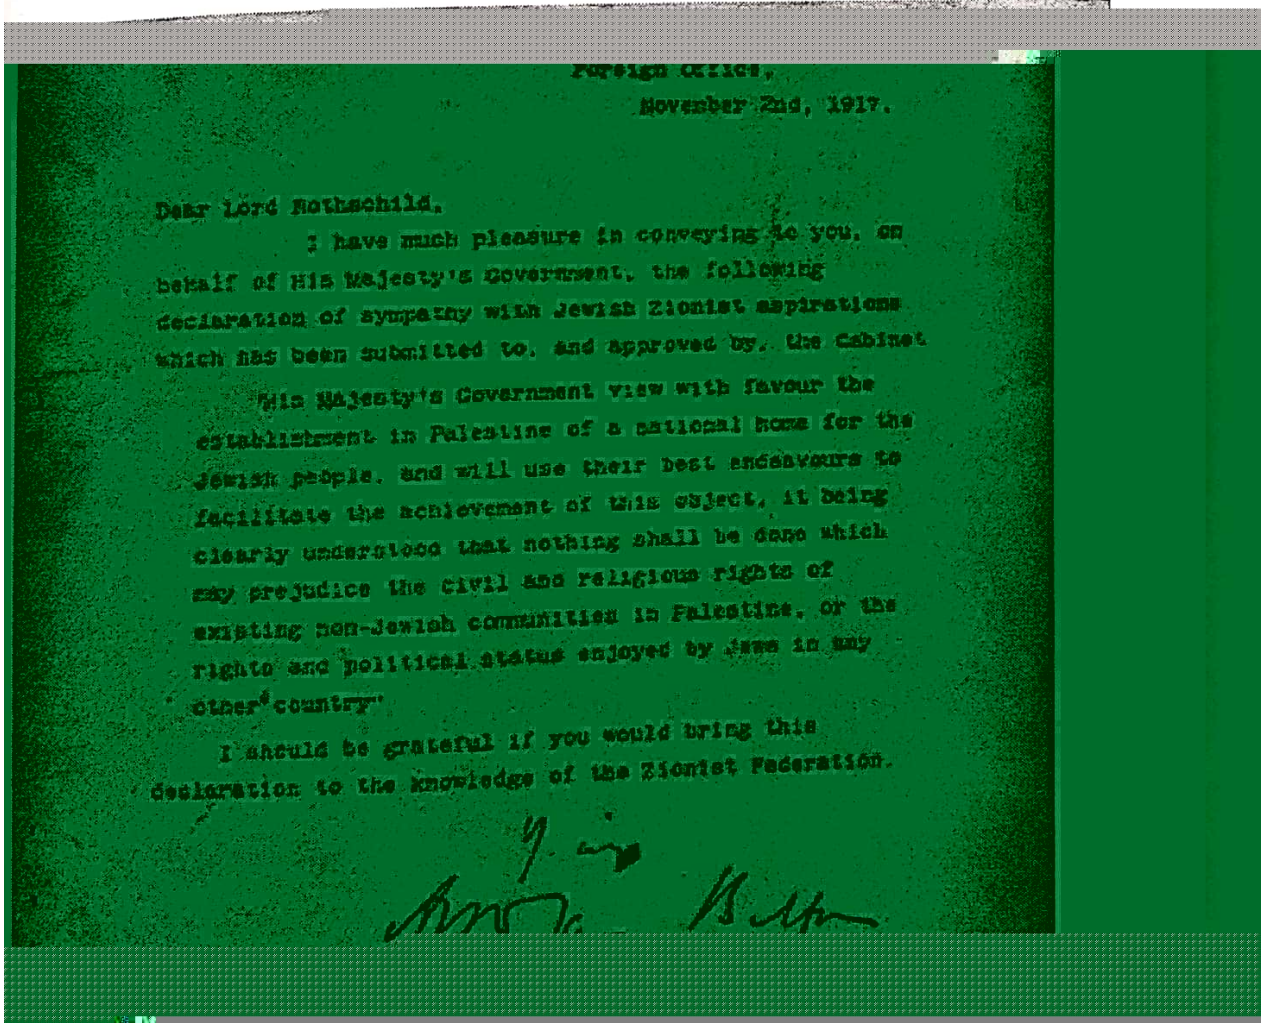 Foreign Office,
November 2nd, 1917.
Dear Lord Rothschild,
I have much pleasure in conveying to you, on
behalf of His Majesty's Government, the following
declaration of sympathy with Jewish Zionist aspirations
which has been submitted to, and approved by, the Cabinet
"His Majesty's Government view with favour the
establishment in Palestine of a national home for the
Jewish people, and will use their best endeavours to
facilitate the achievement of this object, it being
clearly understood that nothing shall be done which
may prejudice the civil and religious rights of
existing non-Jewish communities in Palestine, or the
rights and political status enjoyed by Jews in any
other country"
I should be grateful if you would bring this
declaration to the knowledge of the Zionist Federation.